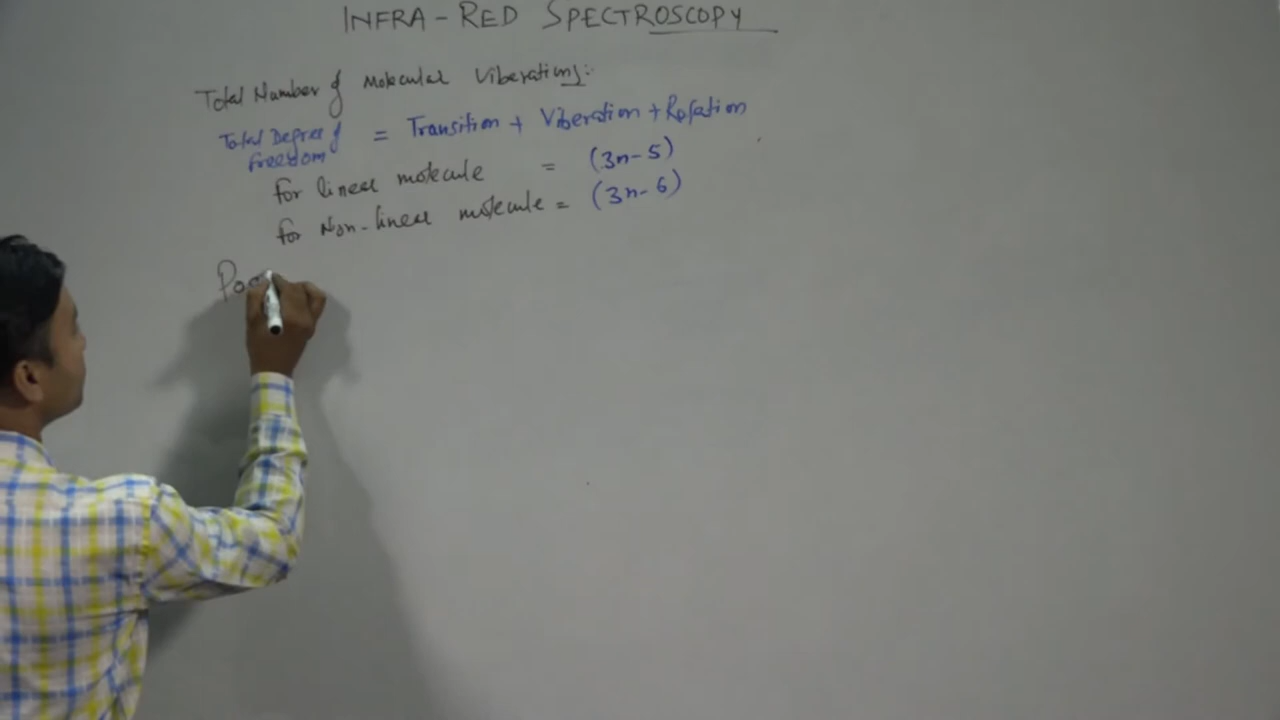 INFRA-RED SPECTROSCOPY
Total Number of Molecular Viberations:-
Total Degree of Freedom = Transition + Viberation + Rotation
for linear molecule = (3n-5)
for Non-linear molecule = (3n-6)